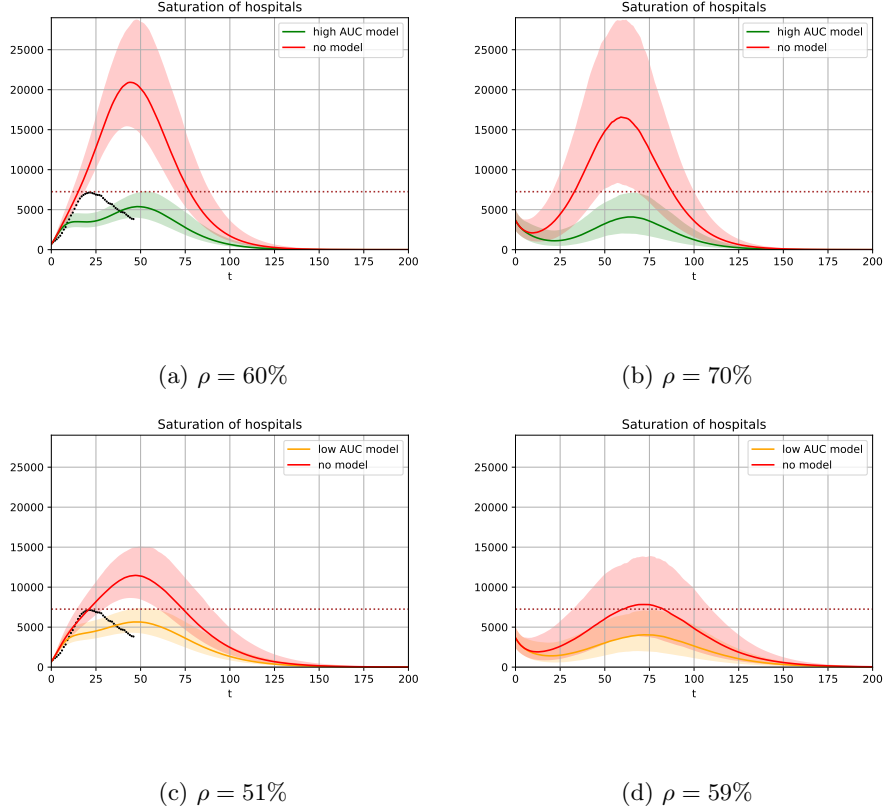 Saturation of hospitals
high AUC model
no model
25000
20000
15000
10000
5000
0
0 25 50 75 100 125 150 175 200
t
(a) ρ = 60%
Saturation of hospitals
high AUC model
no model
25000
20000
15000
10000
5000
0
0 25 50 75 100 125 150 175 200
t
(b) ρ = 70%
Saturation of hospitals
low AUC model
no model
25000
20000
15000
10000
5000
0
0 25 50 75 100 125 150 175 200
t
(c) ρ = 51%
Saturation of hospitals
low AUC model
no model
25000
20000
15000
10000
5000
0
0 25 50 75 100 125 150 175 200
t
(d) ρ = 59%